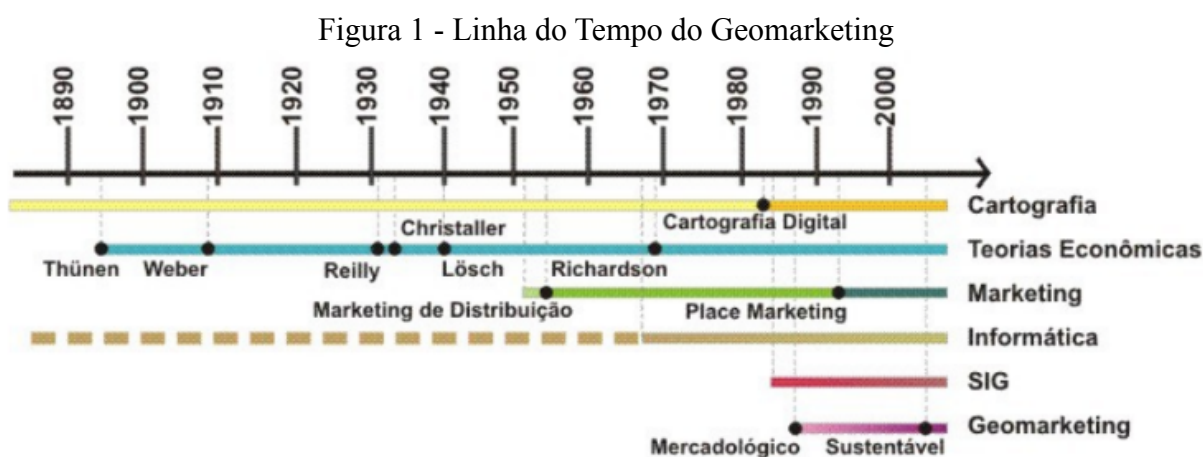 Figura 1 - Linha do Tempo do Geomarketing
1890 1900 1910 1920 1930 1940 1950 1960 1970 1980 1990 2000
Cartografia
Cartografia Digital
Christaller
Teorias Econômicas
Thünen Weber Reilly Lösch Richardson
Marketing
Marketing de Distribuição Place Marketing
Informática
SIG
Geomarketing
Mercadológico Sustentável